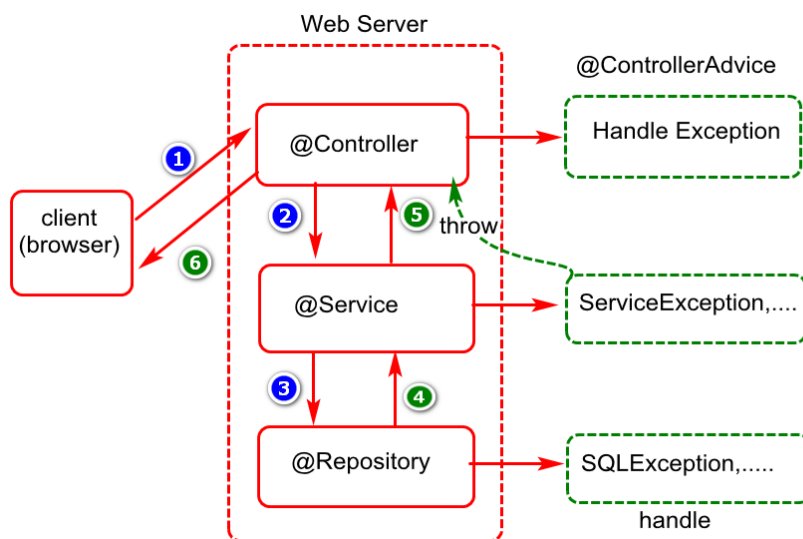 Web Server
@ControllerAdvice
@Controller
Handle Exception
1
client
(browser)
2
5
throw
6
@Service
ServiceException,....
3
4
@Repository
SQLException,.....
handle